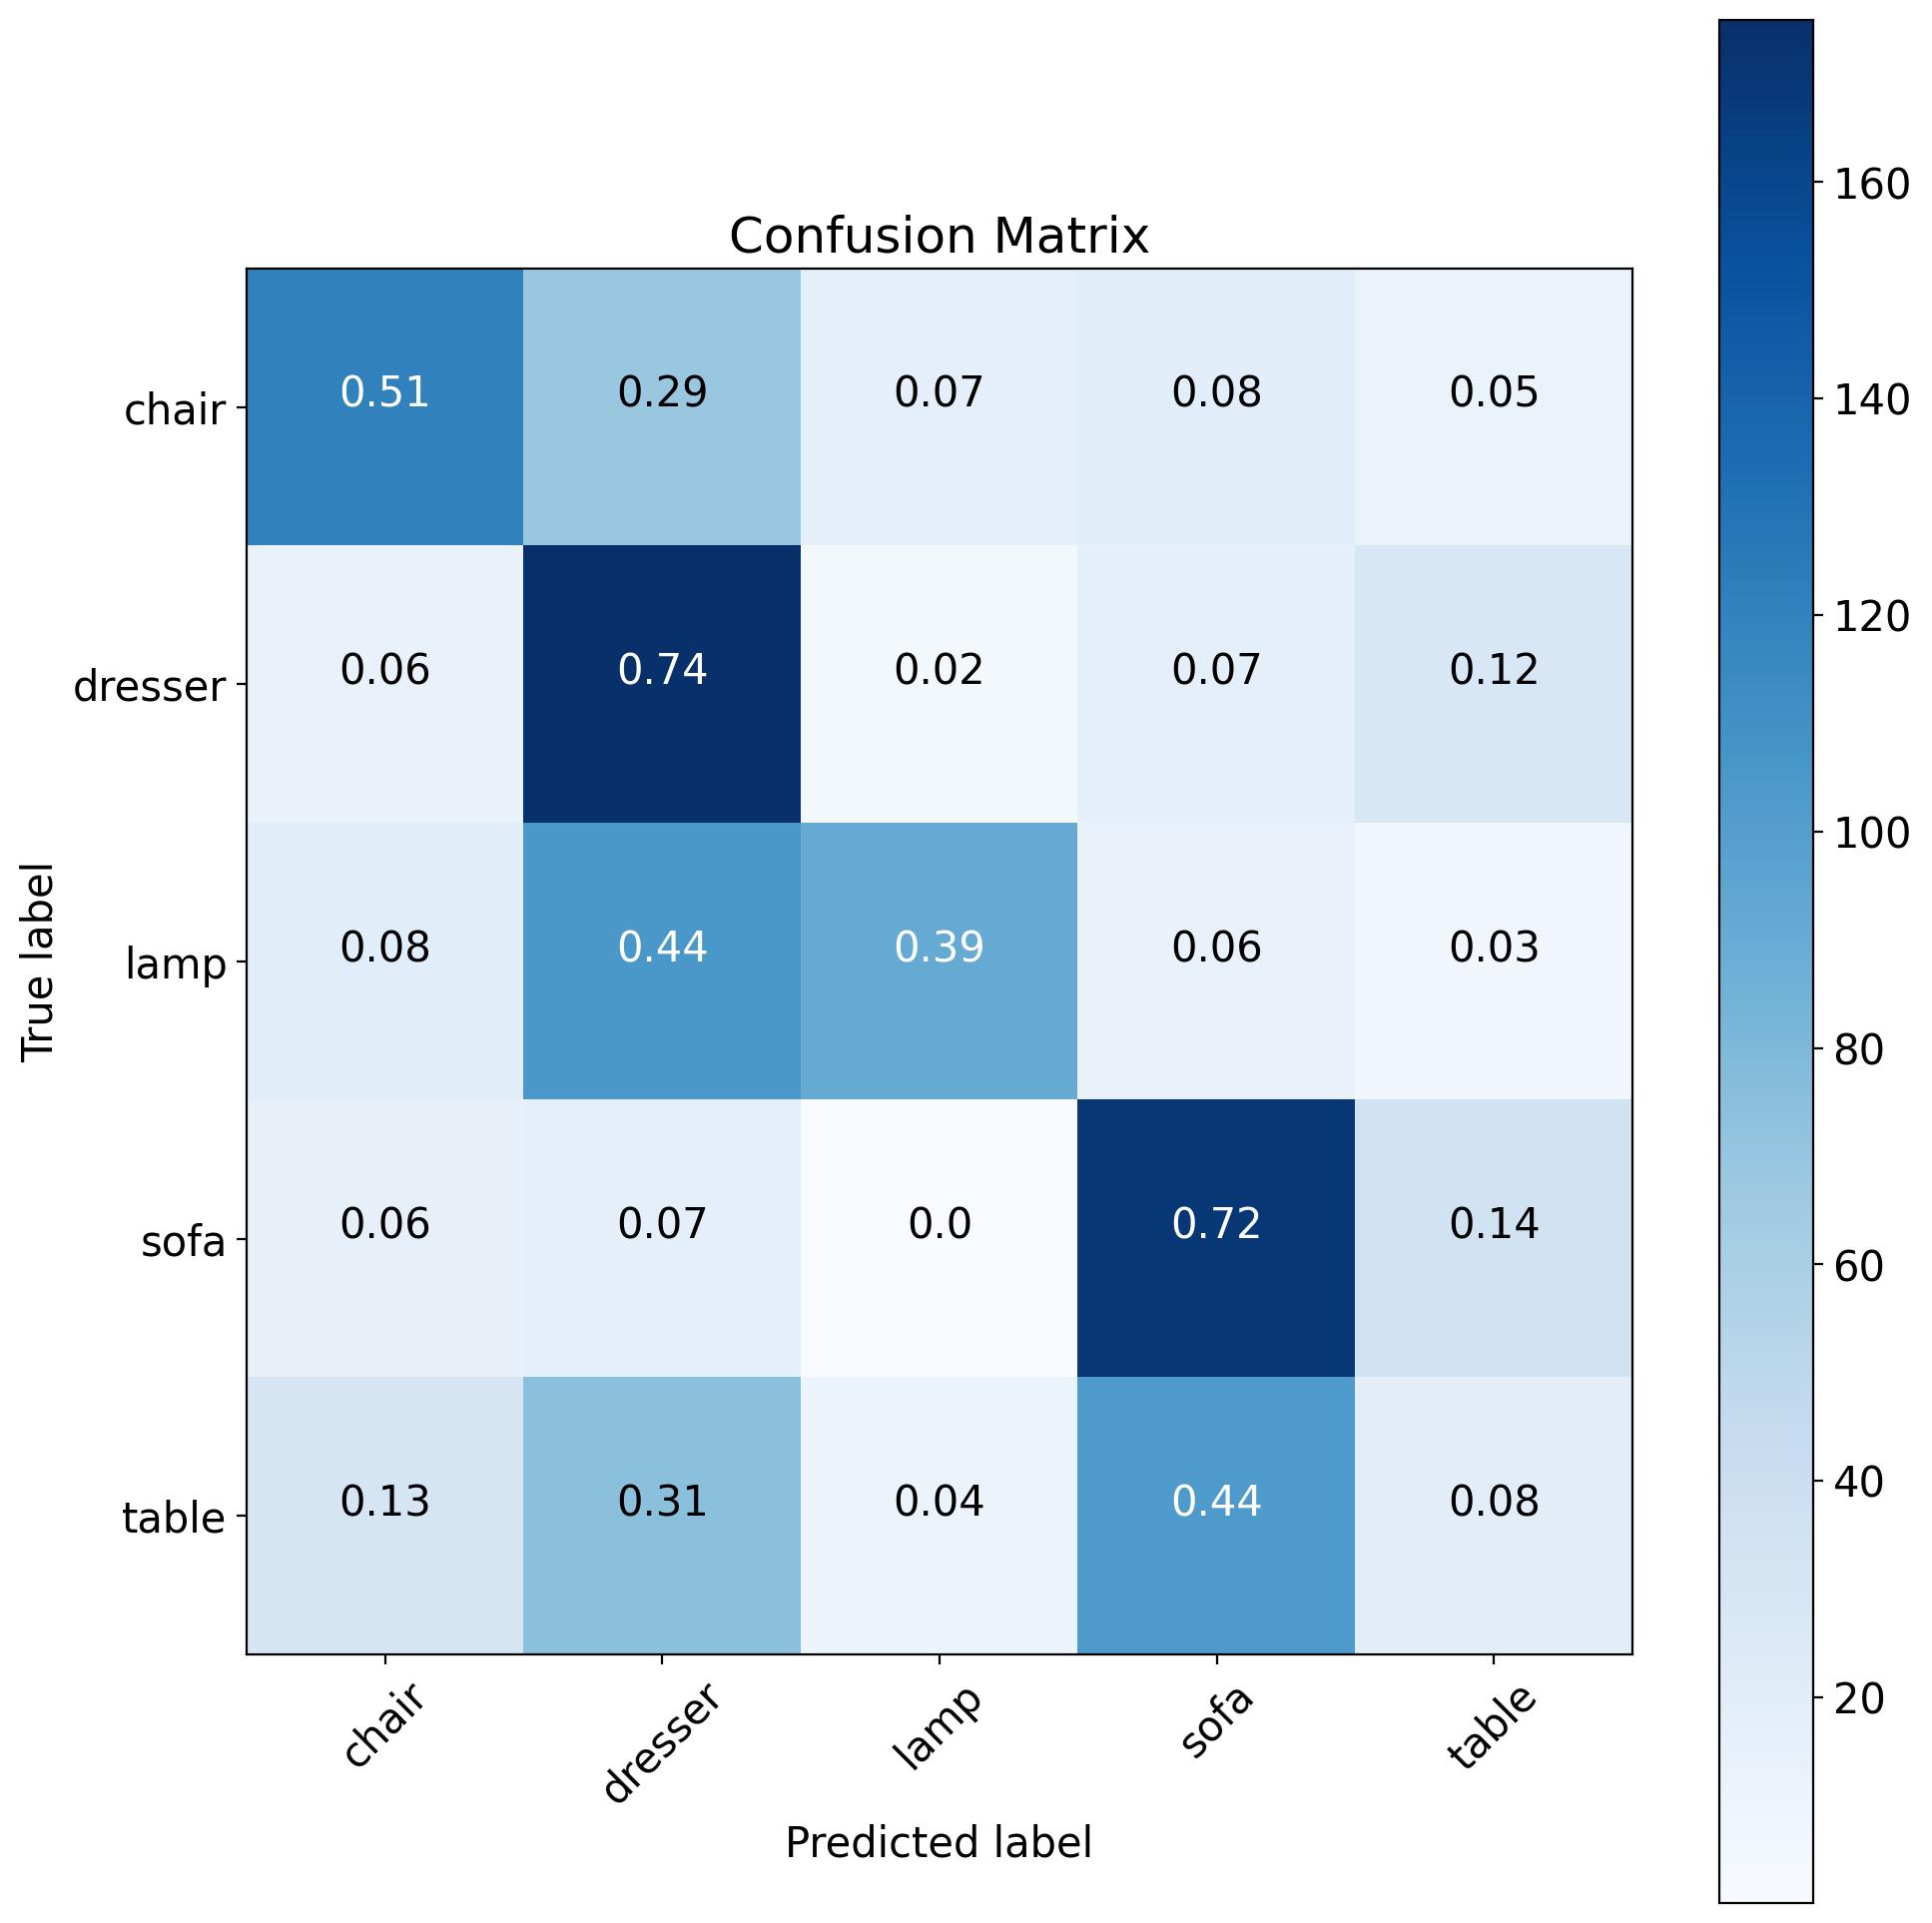 Confusion Matrix
True label
chair 0.51 0.29 0.07 0.08 0.05
dresser 0.06 0.74 0.02 0.07 0.12
lamp 0.08 0.44 0.39 0.06 0.03
sofa 0.06 0.07 0.0 0.72 0.14
table 0.13 0.31 0.04 0.44 0.08
chair dresser lamp sofa table
Predicted label
160
140
120
100
80
60
40
20